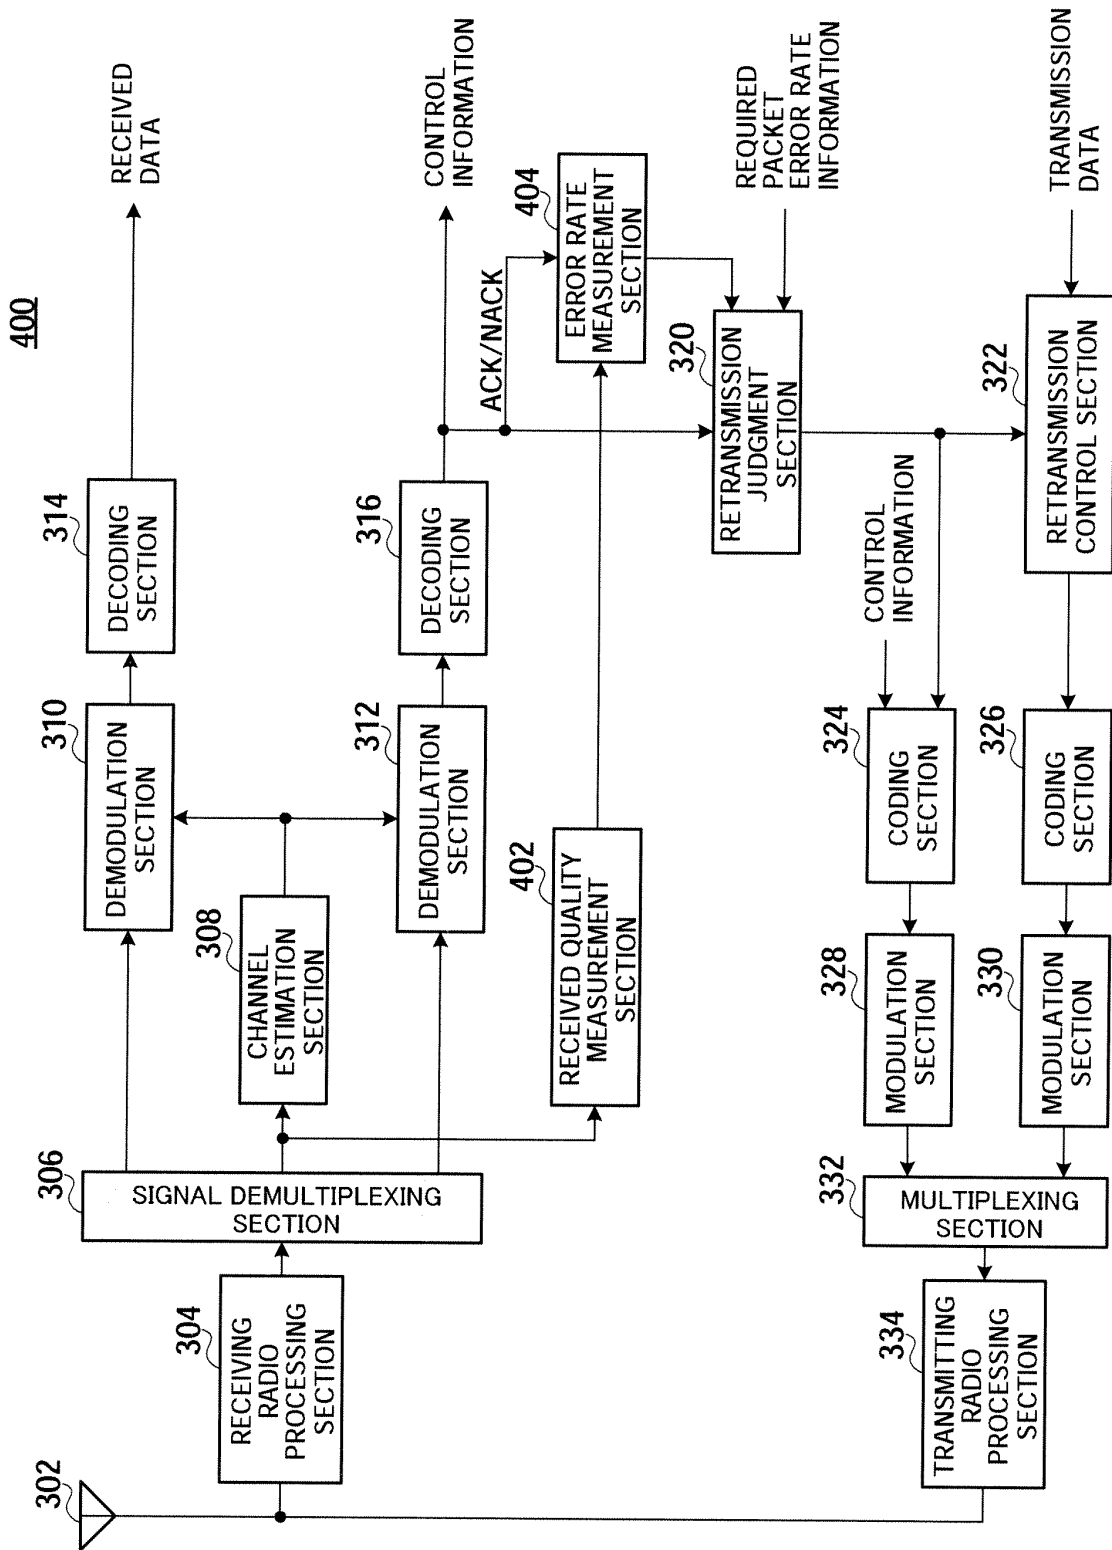 400
302
304
RECEIVING
RADIO
PROCESSING
SECTION
306
SIGNAL DEMULTIPLEXING
SECTION
308
CHANNEL
ESTIMATION
SECTION
310
DEMODULATION
SECTION
314
DECODING
SECTION
RECEIVED
DATA
312
DEMODULATION
SECTION
316
DECODING
SECTION
CONTROL
INFORMATION
ACK/NACK
402
RECEIVED QUALITY
MEASUREMENT
SECTION
404
ERROR RATE
MEASUREMENT
SECTION
320
RETRANSMISSION
JUDGMENT
SECTION
REQUIRED
PACKET
ERROR RATE
INFORMATION
334
TRANSMITTING
RADIO
PROCESSING
SECTION
332
MULTIPLEXING
SECTION
328
MODULATION
SECTION
324
CODING
SECTION
CONTROL
INFORMATION
330
MODULATION
SECTION
326
CODING
SECTION
322
RETRANSMISSION
CONTROL SECTION
TRANSMISSION
DATA